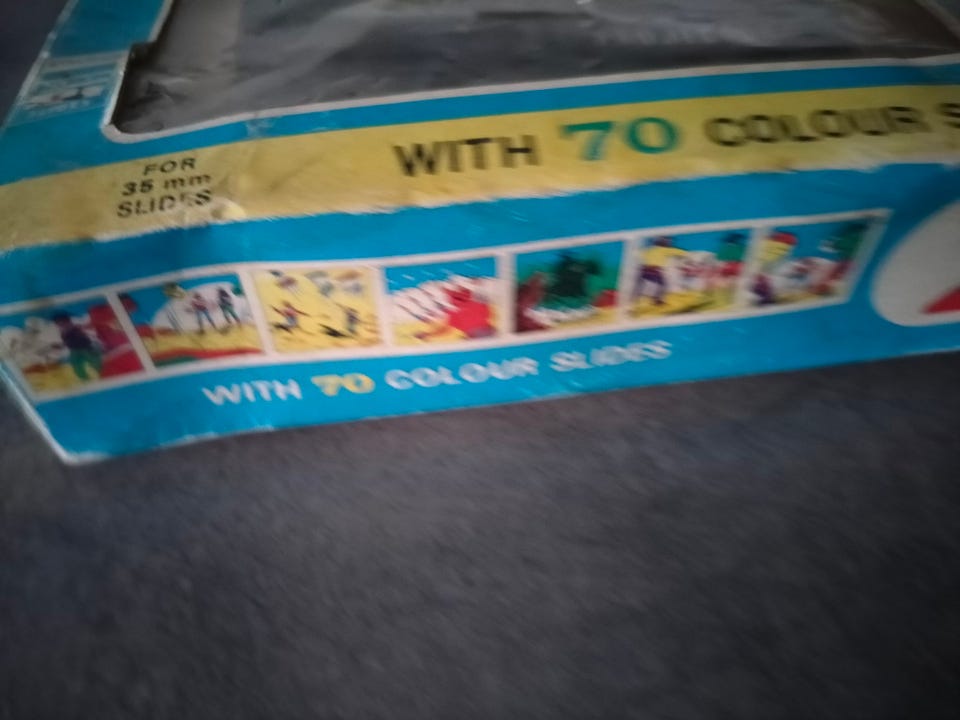 FOR
35 mm
SLIDES
WITH 70 COLOUR S
WITH 70 COLOUR SLIDES